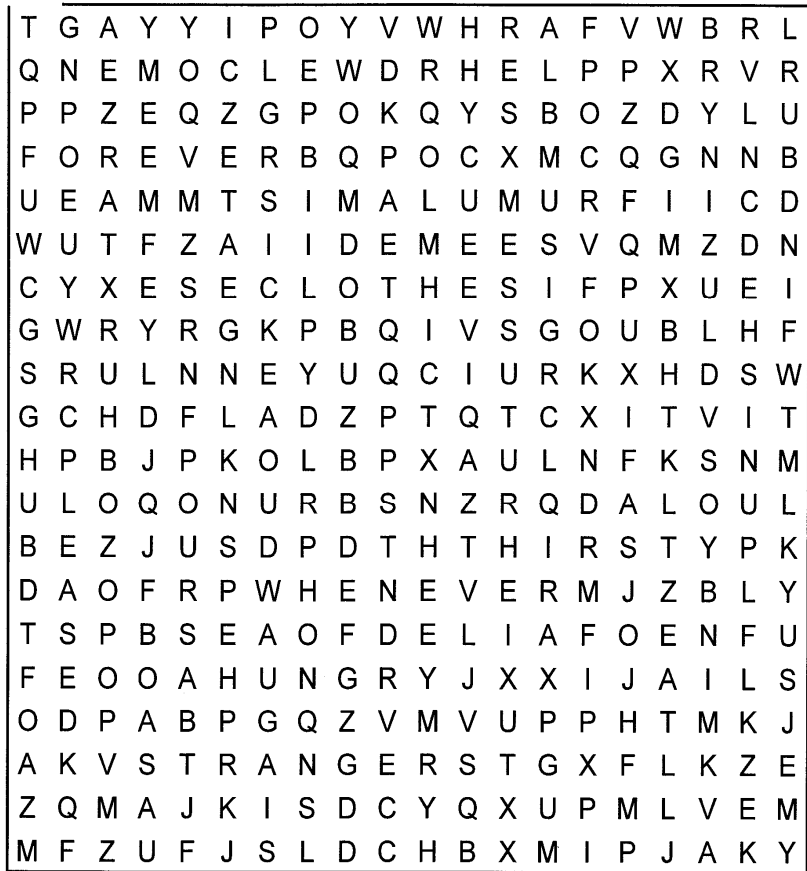 T G A Y Y I P O Y V W H R A F V W B R L
Q N E M O C L E W D R H E L P P X R V R
P P Z E Q Z G P O K Q Y S B O Z D Y L U
F O R E V E R B Q P O C X M C Q G N N B
U E A M M T S I M A L U M U R F I I C D
W U T F Z A I I D E M E E S V Q M Z D N
C Y X E S E C L O T H E S I F P X U E I
G W R Y R G K P B Q I V S G O U B L H F
S R U L N N E Y U Q C I U R K X H D S W
G C H D F L A D Z P T Q T C X I T V I T
H P B J P K O L B P X A U L N F K S N M
U L O Q O N U R B S N Z R Q D A L O U L
B E Z J U S D P D T H T H I R S T Y P K
D A O F R P W H E N E V E R M J Z B L Y
T S P B S E A O F D E L I A F O E N F U
F E O O A H U N G R Y J X X I J A I L S
O D P A B P G Q Z V M V U P P H T M K J
A K V S T R A N G E R S T G X F L K Z E
Z Q M A J K I S D C Y Q X U P M L V E M
M F Z U F J S L D C H B X M I P J A K Y